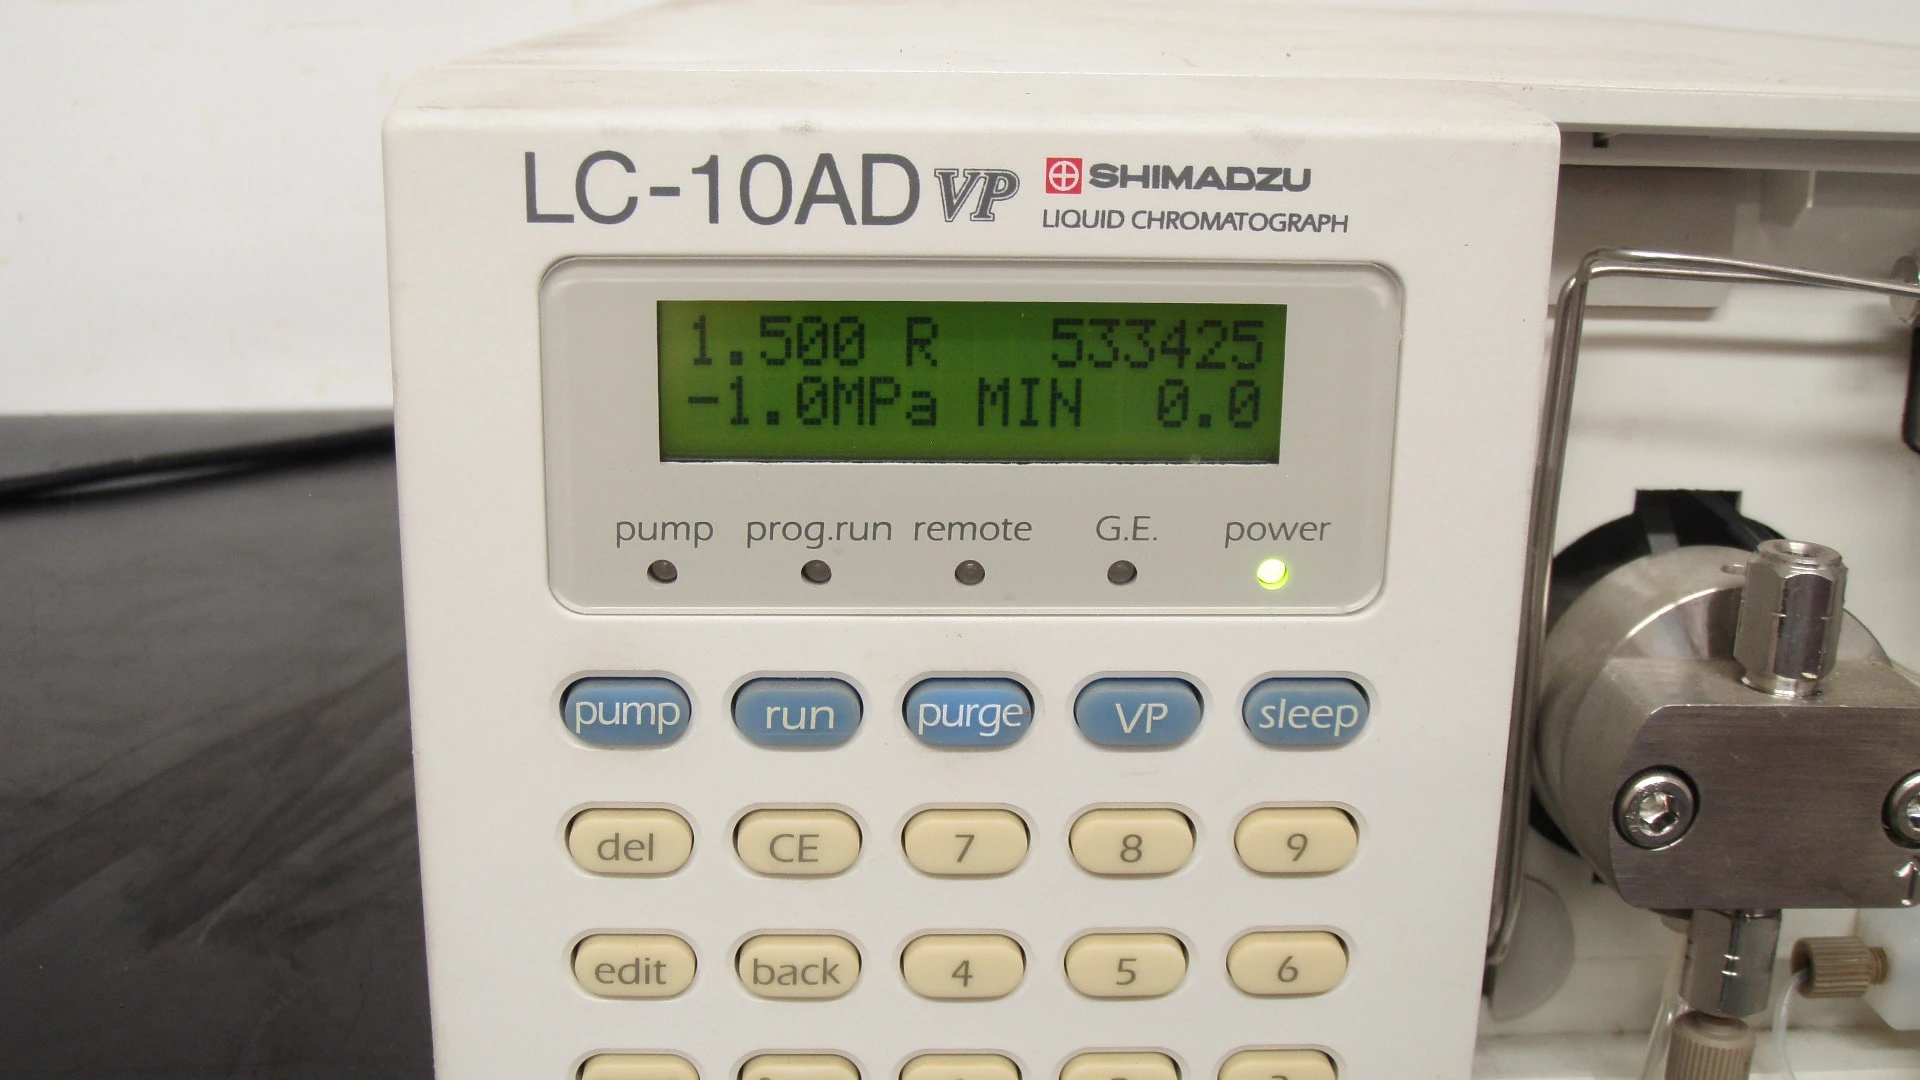 LC-10AD VP SHIMADZU
LIQUID CHROMATOGRAPH
1.500 R 533425
-1.0MPa MIN 0.0
pump prog.run remote G.E. power
pump run purge VP sleep
del CE 7 8 9
edit back 4 5 6